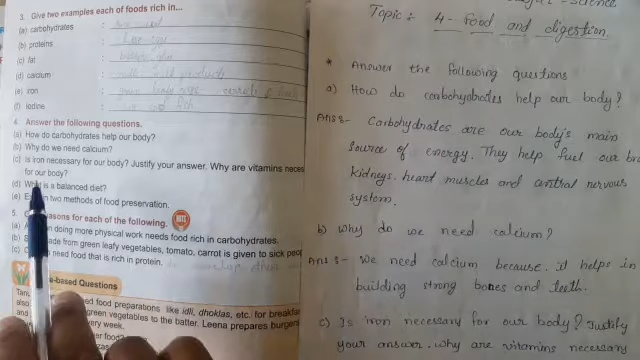 3. Give two examples each of foods rich in...
(a) carbohydrates :
(b) proteins :
(c) fat :
(d) calcium :
(e) iron :
(f) iodine : fish
4. Answer the following questions.
(a) How do carbohydrates help our body?
(b) Why do we need calcium?
(c) Is iron necessary for our body? Justify your answer. Why are vitamins neces
for our body?
(d) What is a balanced diet?
(e) two methods of food preservation.
5. reasons for each of the following.
(a) doing more physical work needs food rich in carbohydrates.
(b) made from green leafy vegetables, tomato, carrot is given to sick peop
(c) need food that is rich in protein.
-based Questions
food preparations like idli, dhoklas, etc. for breakfas
also green vegetables to the batter. Leena prepares burgers
and very week.
food?
Science
Topic :- 4 - Food and digestion
* Answer the following questions
a) How do carbohydrates help our body?
Ans :- Carbohydrates are our body's main
source of energy. They help fuel our bra
kidneys, heart muscles and central nervous
system.
b) Why do we need calcium?
Ans :- We need calcium because it helps in
building strong bones and teeth.
c) Is iron necessary for our body? Justify
your answer. why are vitamins necessary